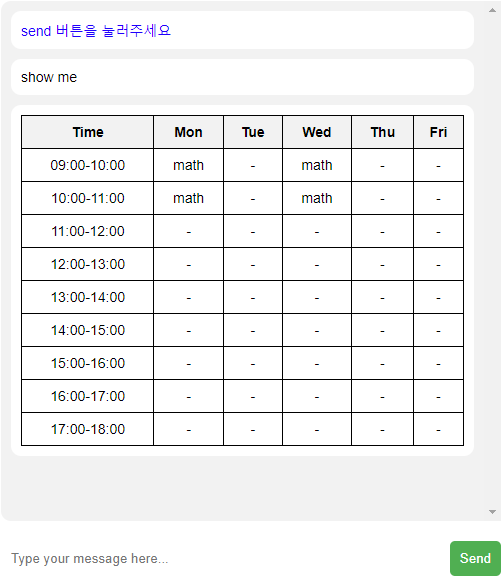 send 버튼을 눌러주세요
show me
Time Mon Tue Wed Thu Fri
09:00-10:00 math - math - -
10:00-11:00 math - math - -
11:00-12:00 - - - - -
12:00-13:00 - - - - -
13:00-14:00 - - - - -
14:00-15:00 - - - - -
15:00-16:00 - - - - -
16:00-17:00 - - - - -
17:00-18:00 - - - - -
Type your message here... Send